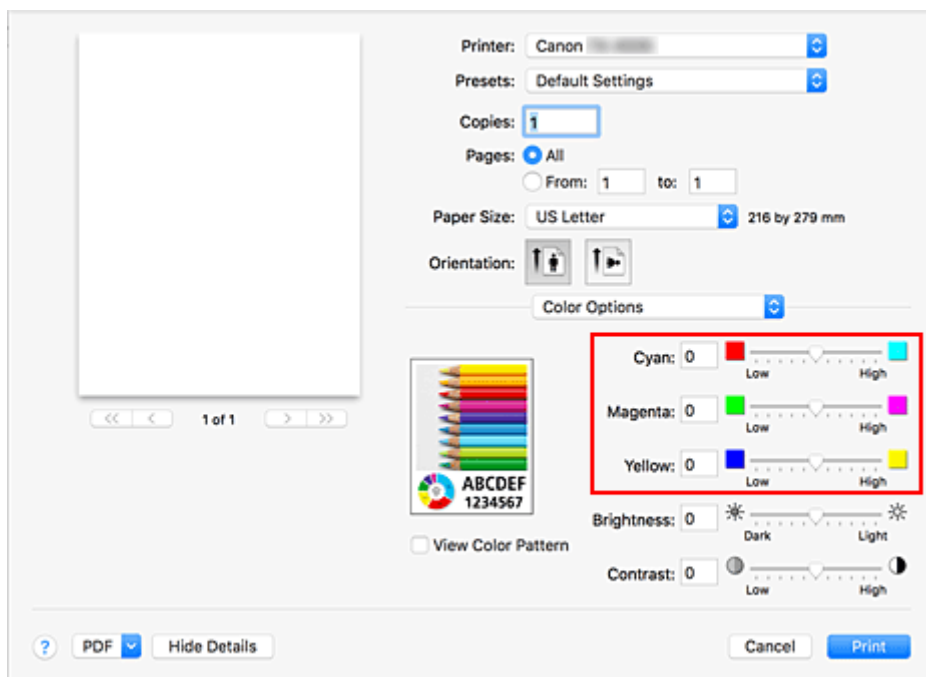 Printer: Canon
Presets: Default Settings
Copies: 1
Pages: All
From: 1 to: 1
Paper Size: US Letter 216 by 279 mm
Orientation:
Color Options
Cyan: 0
Low High
Magenta: 0
Low High
Yellow: 0
Low High
Brightness: 0
Dark Light
Contrast: 0
Low High
<< < 1 of 1 > >>
ABCDEF
1234567
View Color Pattern
? PDF Hide Details Cancel Print